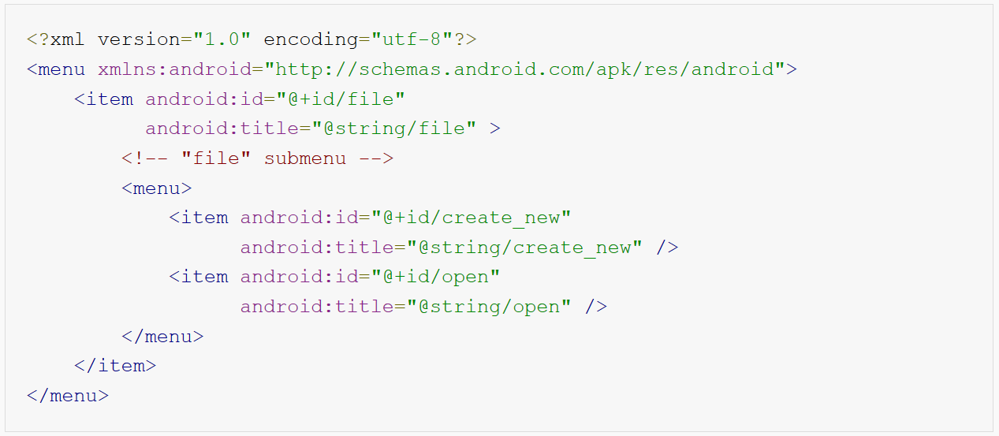 <?xml version="1.0" encoding="utf-8"?>
<menu xmlns:android="http://schemas.android.com/apk/res/android">
    <item android:id="@+id/file"
          android:title="@string/file" >
        <!-- "file" submenu -->
        <menu>
            <item android:id="@+id/create_new"
                  android:title="@string/create_new" />
            <item android:id="@+id/open"
                  android:title="@string/open" />
        </menu>
    </item>
</menu>